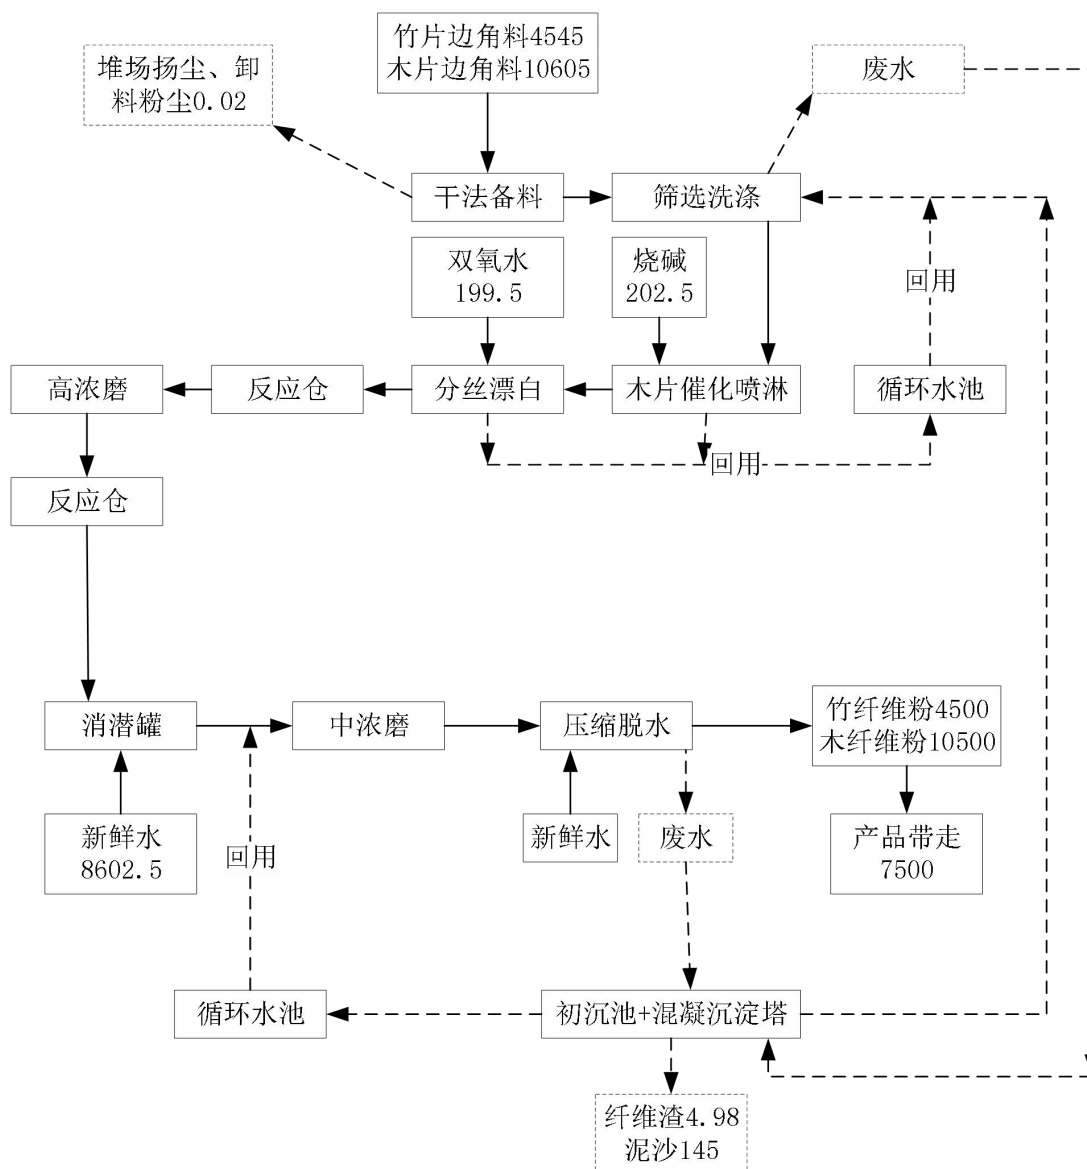 竹片边角料4545
木片边角料10605
堆场扬尘、卸
料粉尘0.02
废水
干法备料
筛选洗涤
双氧水
199.5
烧碱
202.5
回用
高浓磨
反应仓
分丝漂白
木片催化喷淋
循环水池
回用
反应仓
消潜罐
中浓磨
压缩脱水
竹纤维粉4500
木纤维粉10500
新鲜水
8602.5
回用
新鲜水
废水
产品带走
7500
循环水池
初沉池+混凝沉淀塔
纤维渣4.98
泥沙145